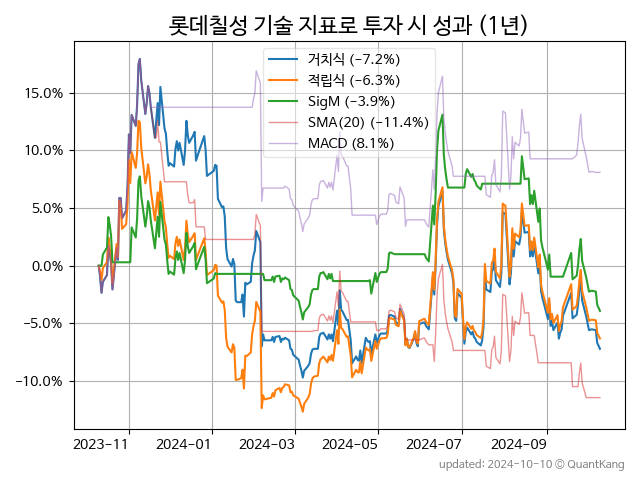 롯데칠성 기술 지표로 투자 시 성과 (1년)
거치식 (−7.2%)
적립식 (−6.3%)
SigM (−3.9%)
SMA(20) (−11.4%)
MACD (8.1%)
15.0%
10.0%
5.0%
0.0%
−5.0%
−10.0%
2023-11 2024-01 2024-03 2024-05 2024-07 2024-09
updated: 2024-10-10 © QuantKang